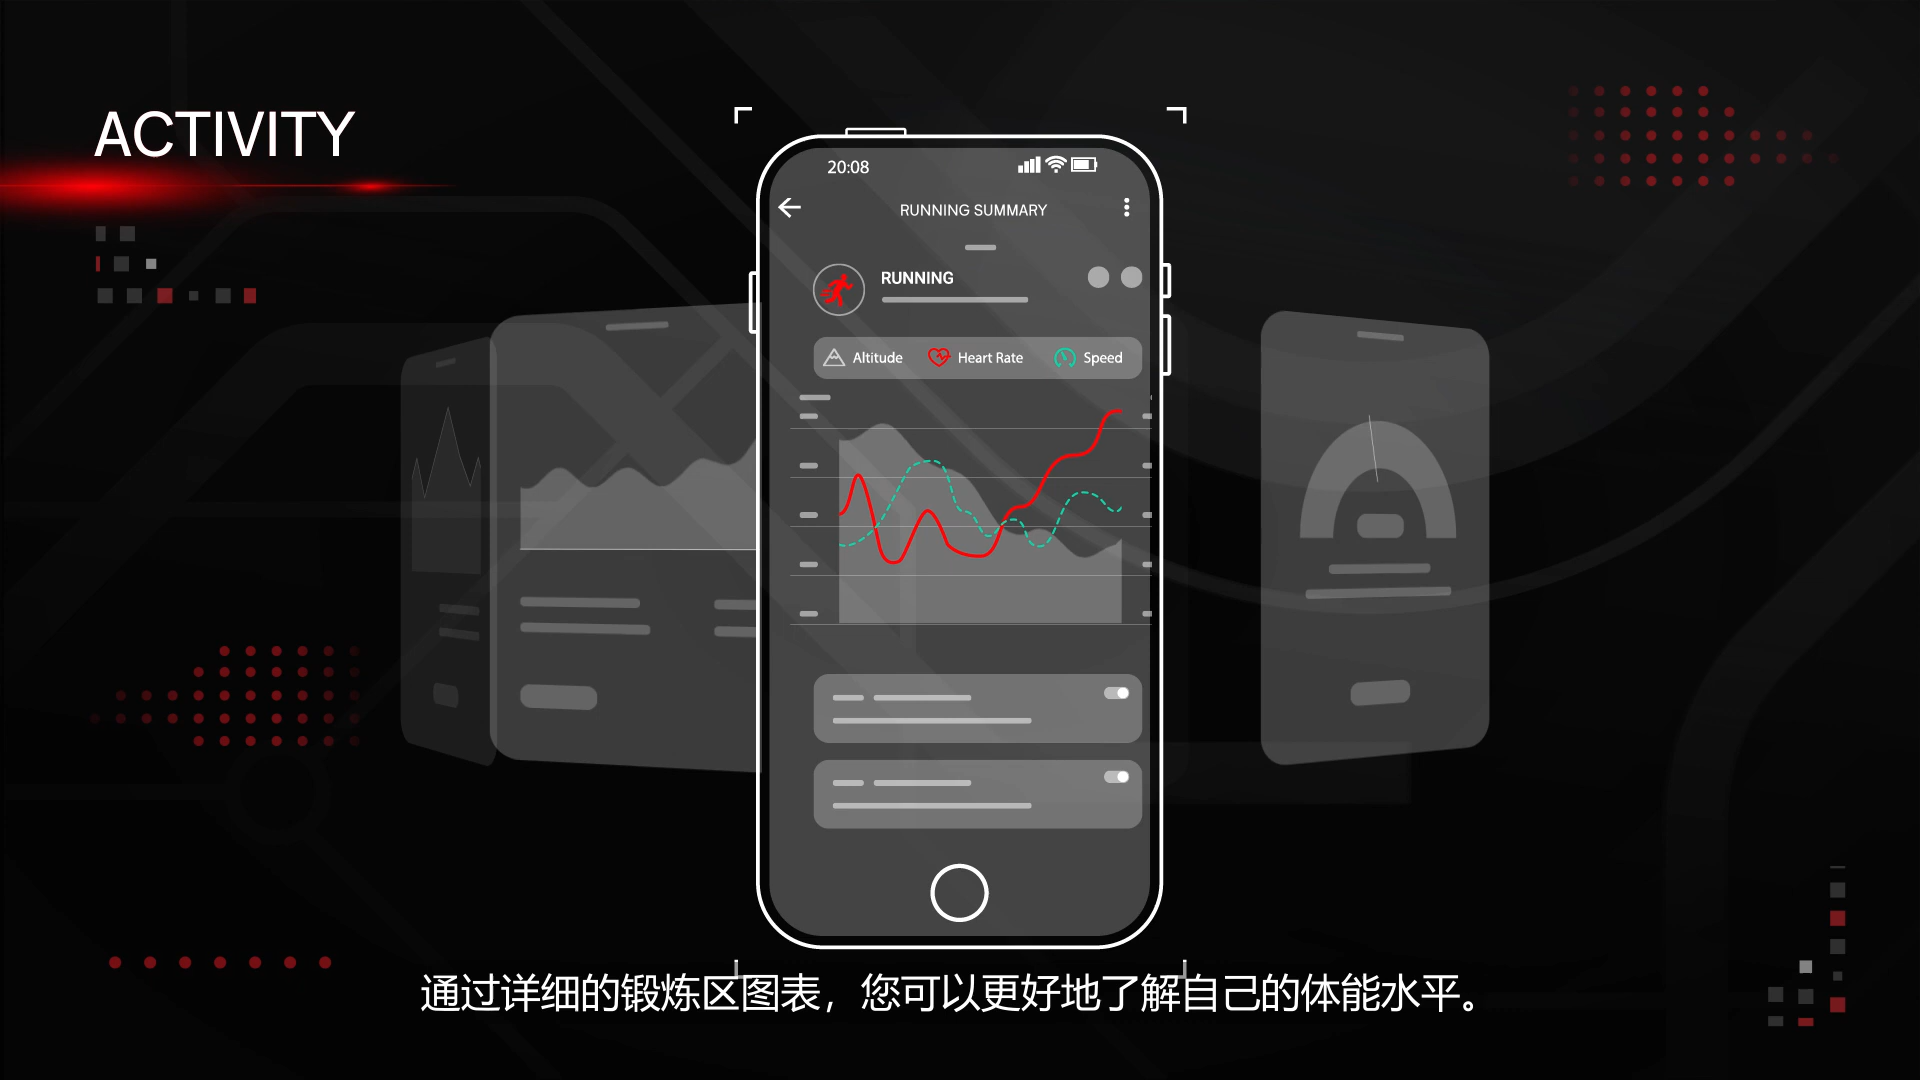 ACTIVITY
20:08
RUNNING SUMMARY
RUNNING
Altitude Heart Rate Speed
通过详细的锻炼区图表，您可以更好地了解自己的体能水平。